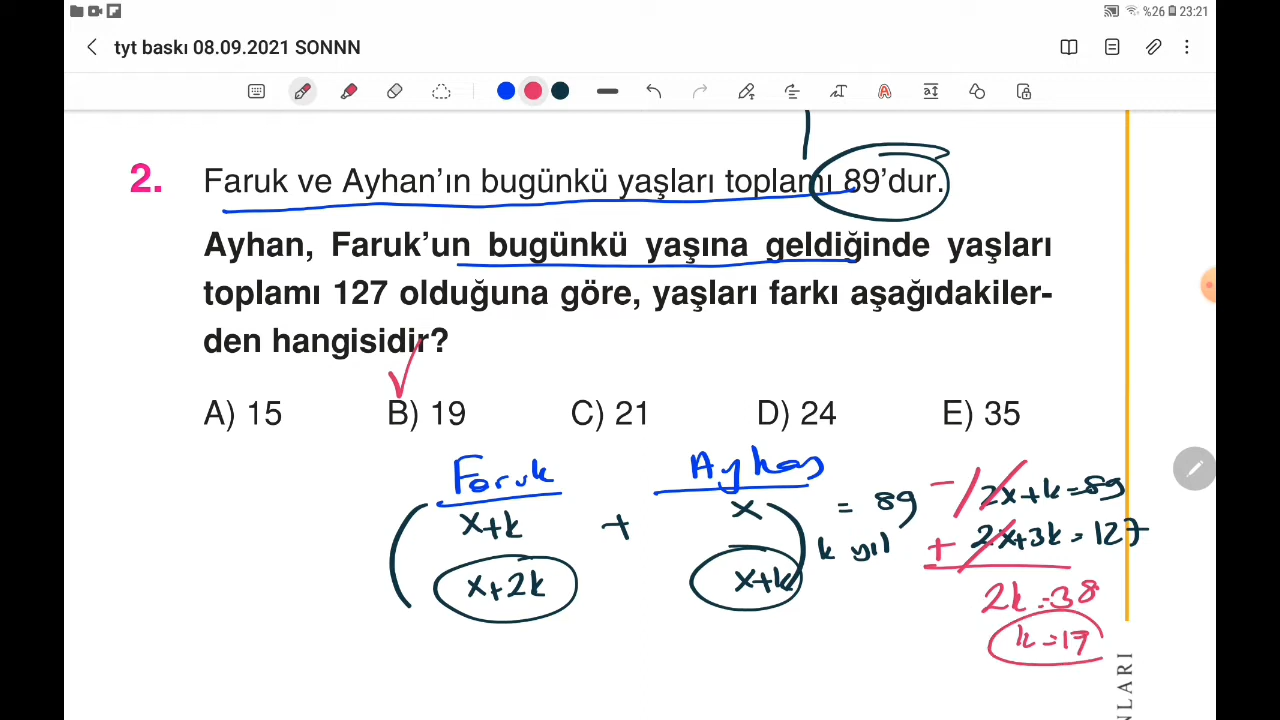 %26 23:21
tyt baskı 08.09.2021 SONNN
2. Faruk ve Ayhan'ın bugünkü yaşları toplamı 89'dur.
Ayhan, Faruk'un bugünkü yaşına geldiğinde yaşları
toplamı 127 olduğuna göre, yaşları farkı aşağıdakiler-
den hangisidir?
A) 15 B) 19 C) 21 D) 24 E) 35
Faruk Ayhan
x+k + x = 89
x+2k x+k k yıl
-/ 2x+k=89
+ 2x+3k=127
2k=38
k=17
NLARI